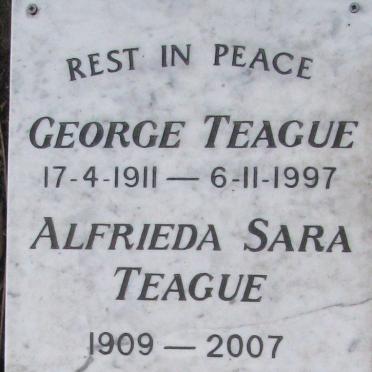 REST IN PEACE
GEORGE TEAGUE
17-4-1911 — 6-11-1997
ALFRIEDA SARA
TEAGUE
1909 — 2007